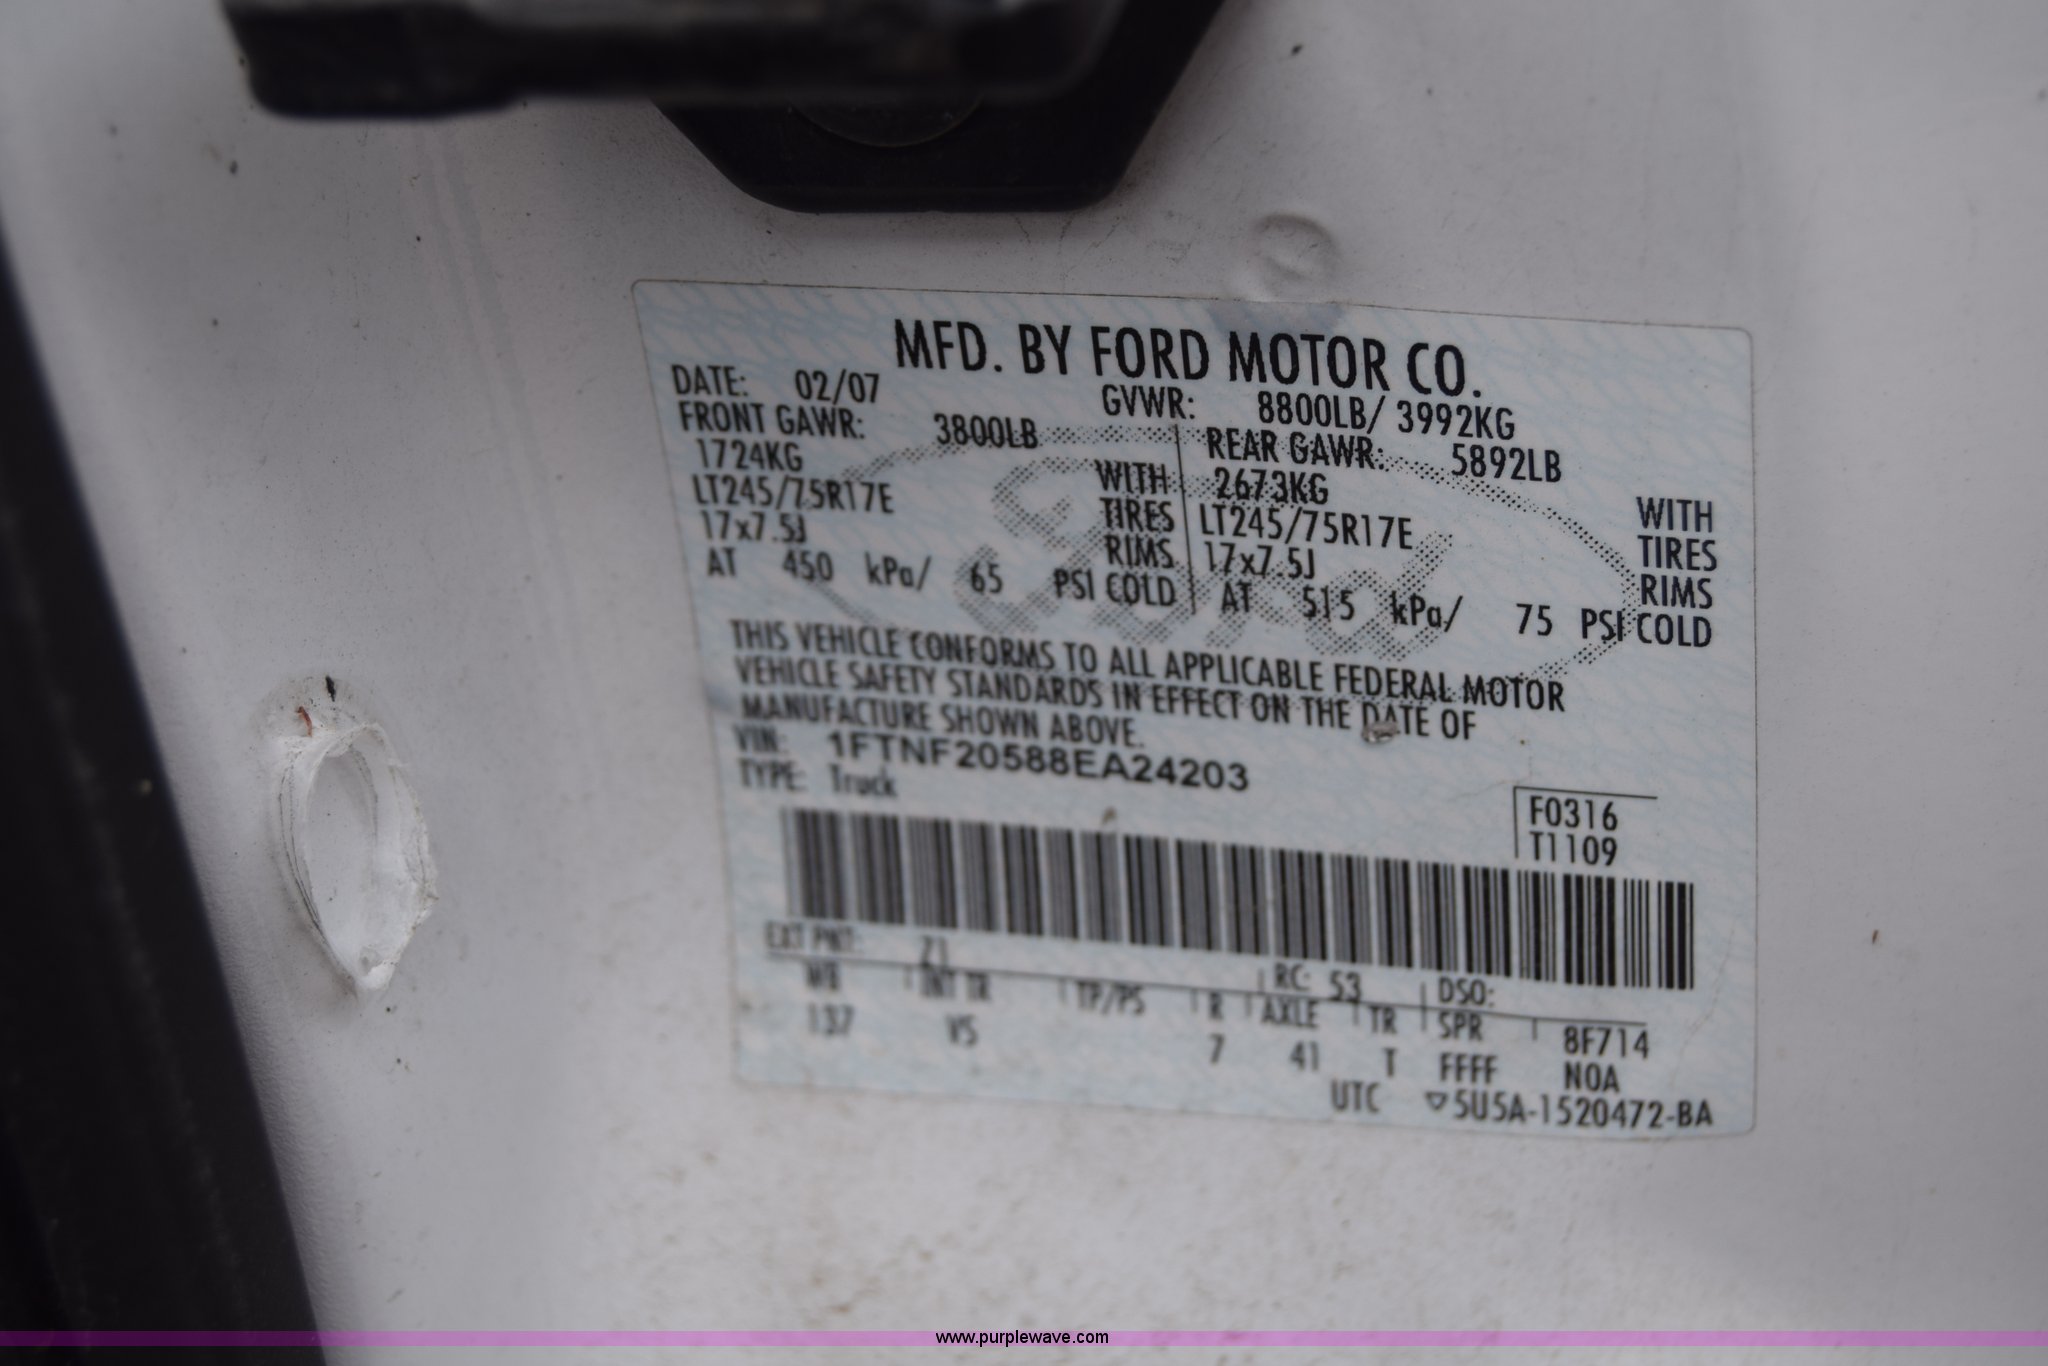 MFD. BY FORD MOTOR CO.
DATE: 02/07 GVWR: 8800LB/ 3992KG
FRONT GAWR: 3800LB REAR GAWR: 5892LB
1724KG WITH 2673KG WITH
LT245/75R17E TIRES LT245/75R17E TIRES
17x7.5J RIMS 17x7.5J RIMS
AT 450 kPa/ 65 PSI COLD AT 515 kPa/ 75 PSI COLD
Ford
THIS VEHICLE CONFORMS TO ALL APPLICABLE FEDERAL MOTOR
VEHICLE SAFETY STANDARDS IN EFFECT ON THE DATE OF
MANUFACTURE SHOWN ABOVE.
VIN: 1FTNF20588EA24203
TYPE: Truck
F0316
T1109
EXT PNT: Z1 RC: 53 DSO:
WB INT TR TP/PS R AXLE TR SPR 8F714
137 VS 7 41 T FFFF N0A
UTC ▽5U5A-1520472-BA
www.purplewave.com